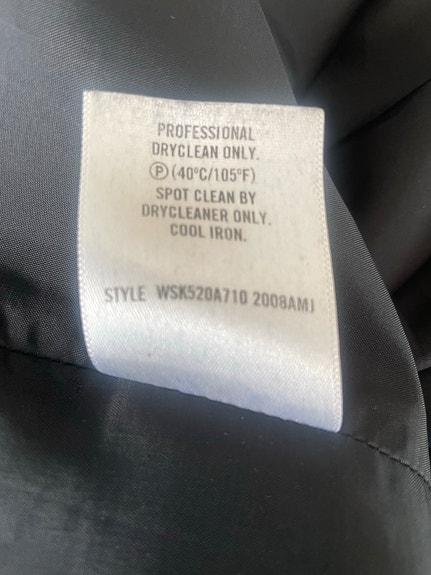 PROFESSIONAL
DRYCLEAN ONLY.
Ⓟ (40°C/105°F)
SPOT CLEAN BY
DRYCLEANER ONLY.
COOL IRON.
STYLE WSK520A710 2008AMJ